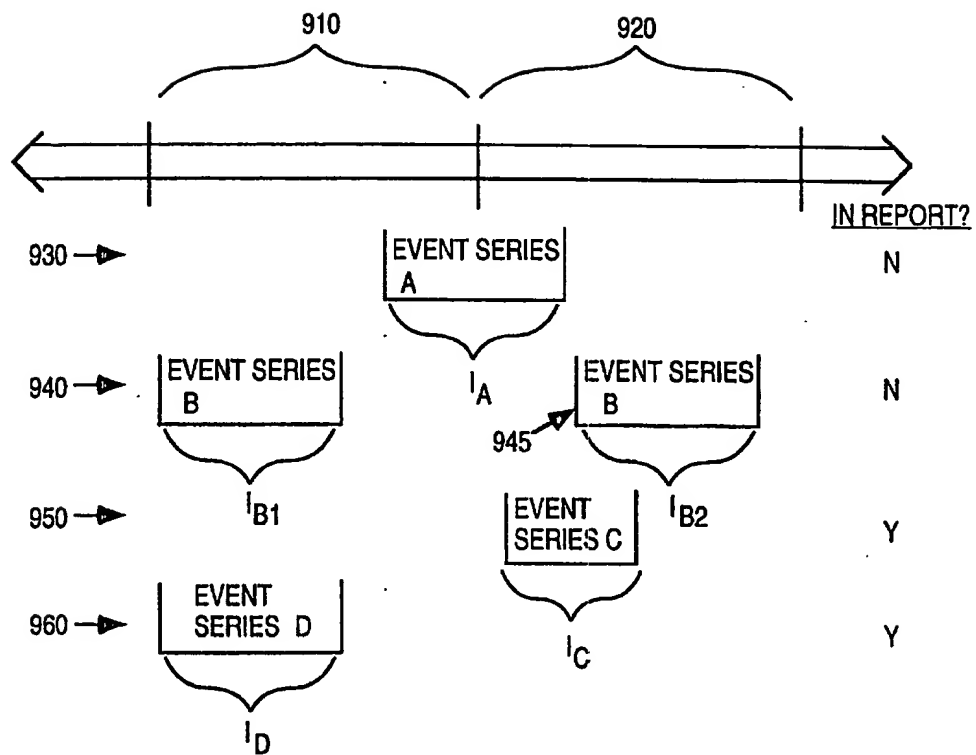 910
920
IN REPORT?
930
EVENT SERIES
A
N
I_A
940
EVENT SERIES
B
945
EVENT SERIES
B
N
I_B1
I_B2
950
EVENT
SERIES C
Y
I_C
960
EVENT
SERIES D
Y
I_D